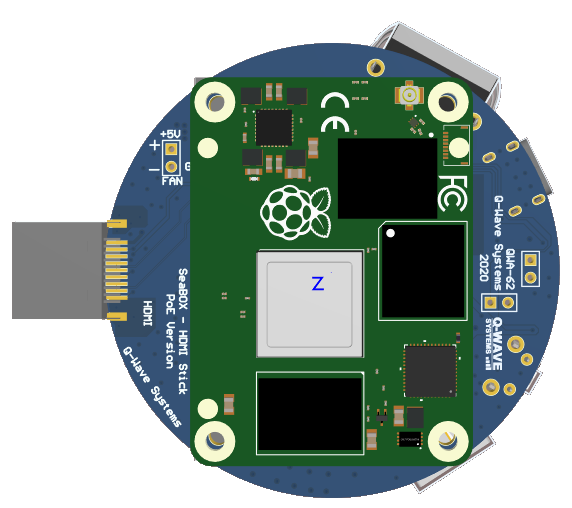 +5V
+
-
G
FAN
CE
FC
Z
HDMI
SeaBOX - HDMI Stick
PoE Version
Q-Wave Systems
Q-Wave Systems
QWA-62
2020
Q-WAVE
SYSTEMS